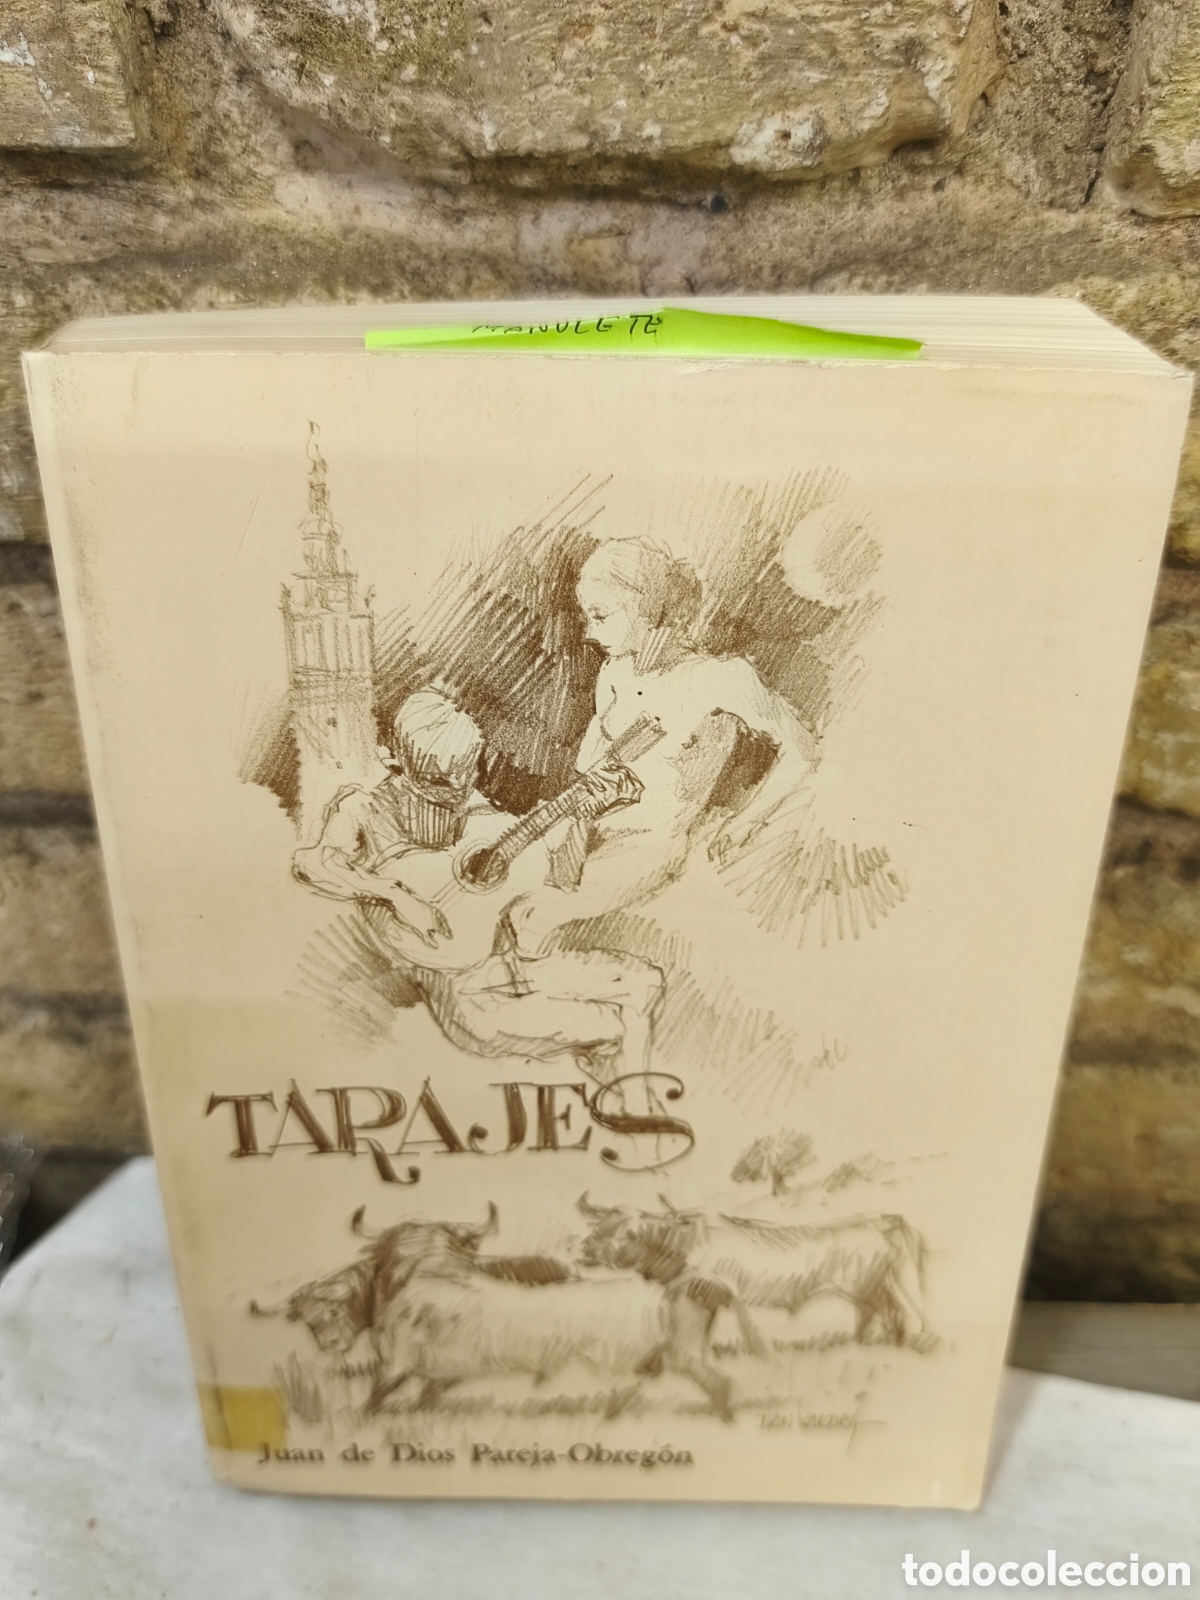 MANOLETE
TARAJES
Juan de Dios Pareja-Obregón
todocoleccion